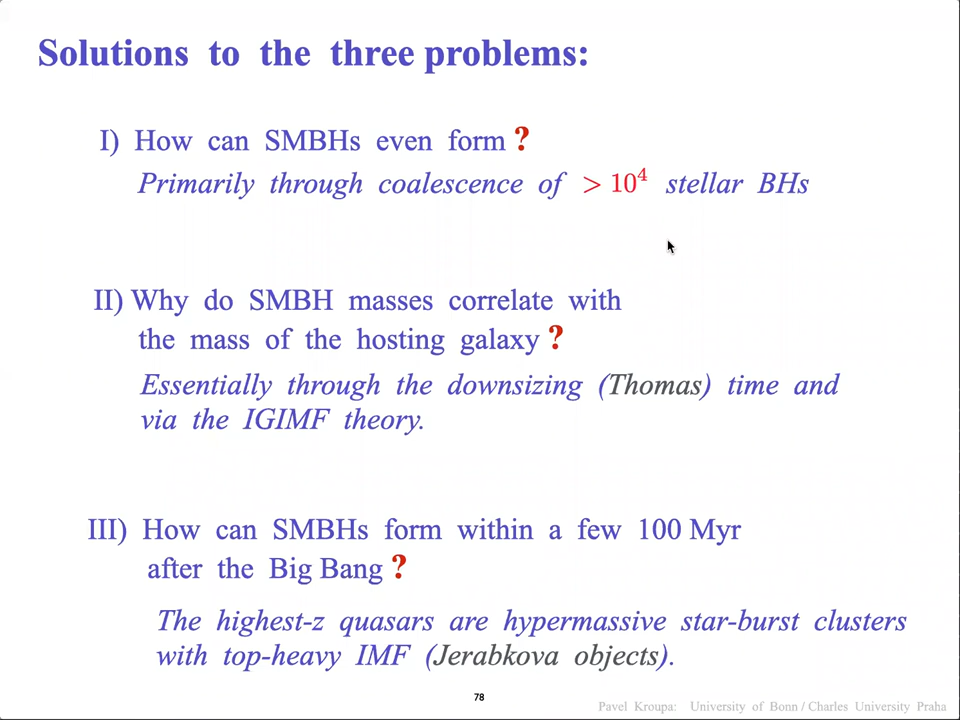 Solutions to the three problems:
I) How can SMBHs even form ?
Primarily through coalescence of > 10⁴ stellar BHs
II) Why do SMBH masses correlate with
the mass of the hosting galaxy ?
Essentially through the downsizing (Thomas) time and
via the IGIMF theory.
III) How can SMBHs form within a few 100 Myr
after the Big Bang ?
The highest-z quasars are hypermassive star-burst clusters
with top-heavy IMF (Jerabkova objects).
78
Pavel Kroupa: University of Bonn / Charles University Praha